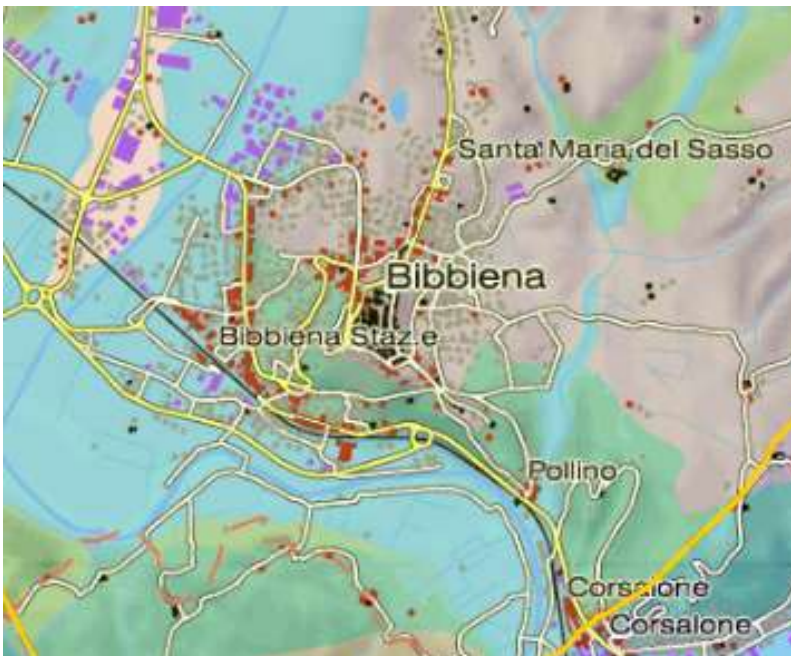 Santa Maria del Sasso
Bibbiena
Bibbiena Staz.e
Pollino
Corsalone
Corsalone